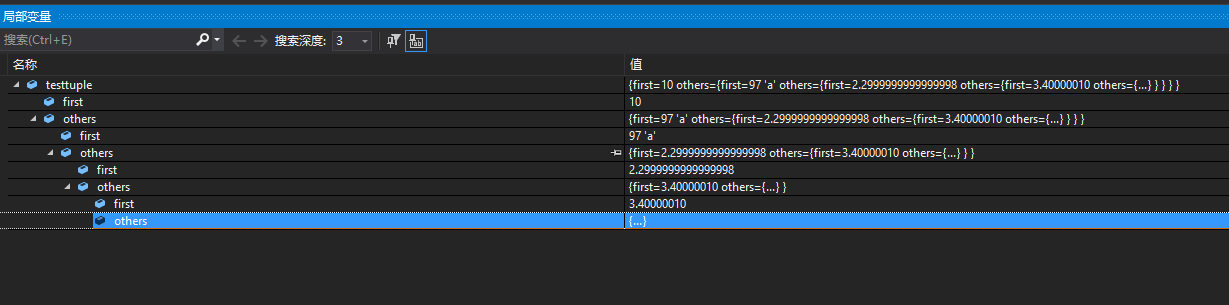 局部变量
搜索(Ctrl+E) 搜索深度: 3
名称 值
testtuple {first=10 others={first=97 'a' others={first=2.2999999999999998 others={first=3.40000010 others={...} } } } }
first 10
others {first=97 'a' others={first=2.2999999999999998 others={first=3.40000010 others={...} } } }
first 97 'a'
others {first=2.2999999999999998 others={first=3.40000010 others={...} } }
first 2.2999999999999998
others {first=3.40000010 others={...} }
first 3.40000010
others {...}